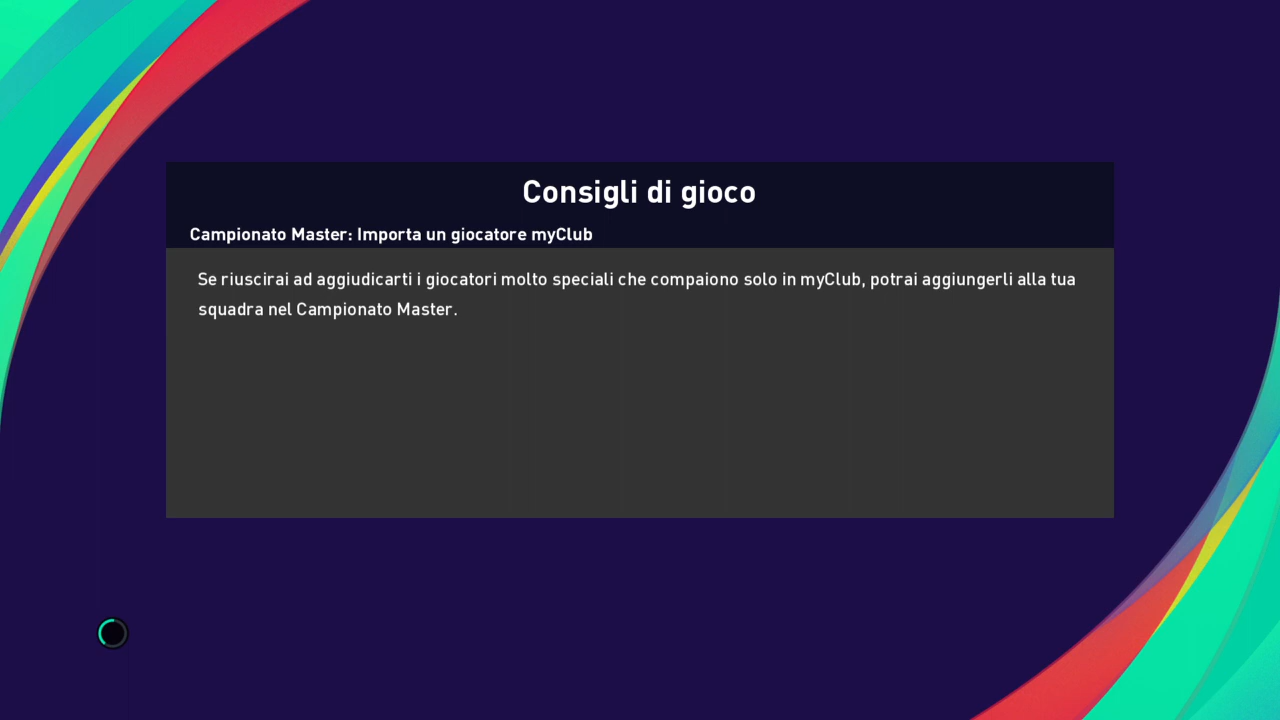 Consigli di gioco
Campionato Master: Importa un giocatore myClub
Se riuscirai ad aggiudicarti i giocatori molto speciali che compaiono solo in myClub, potrai aggiungerli alla tua
squadra nel Campionato Master.